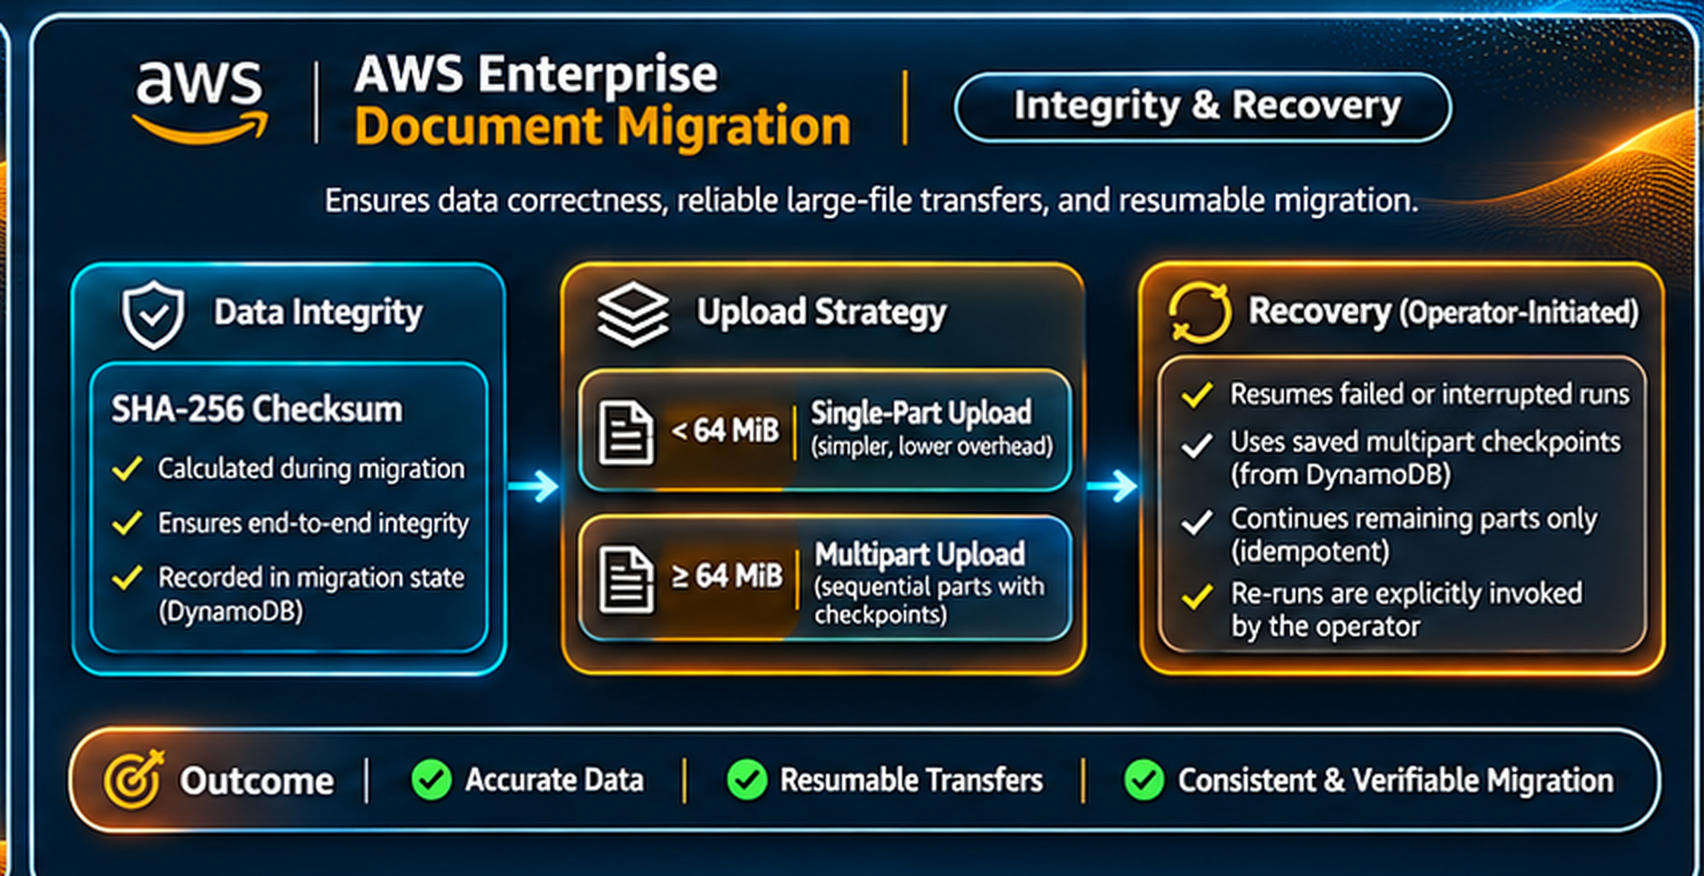 aws
AWS Enterprise
Document Migration
Integrity & Recovery
Ensures data correctness, reliable large-file transfers, and resumable migration.
Data Integrity
SHA-256 Checksum
Calculated during migration
Ensures end-to-end integrity
Recorded in migration state
(DynamoDB)
Upload Strategy
< 64 MiB
Single-Part Upload
(simpler, lower overhead)
≥ 64 MiB
Multipart Upload
(sequential parts with
checkpoints)
Recovery (Operator-Initiated)
Resumes failed or interrupted runs
Uses saved multipart checkpoints
(from DynamoDB)
Continues remaining parts only
(idempotent)
Re-runs are explicitly invoked
by the operator
Outcome
Accurate Data
Resumable Transfers
Consistent & Verifiable Migration